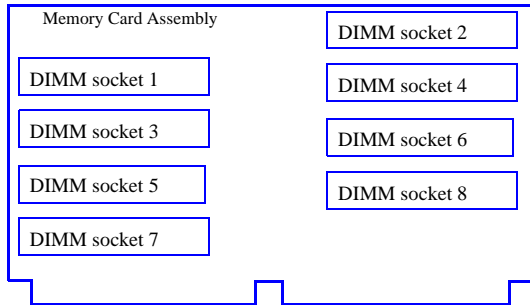 Memory Card Assembly
DIMM socket 2
DIMM socket 1
DIMM socket 4
DIMM socket 3
DIMM socket 6
DIMM socket 5
DIMM socket 8
DIMM socket 7